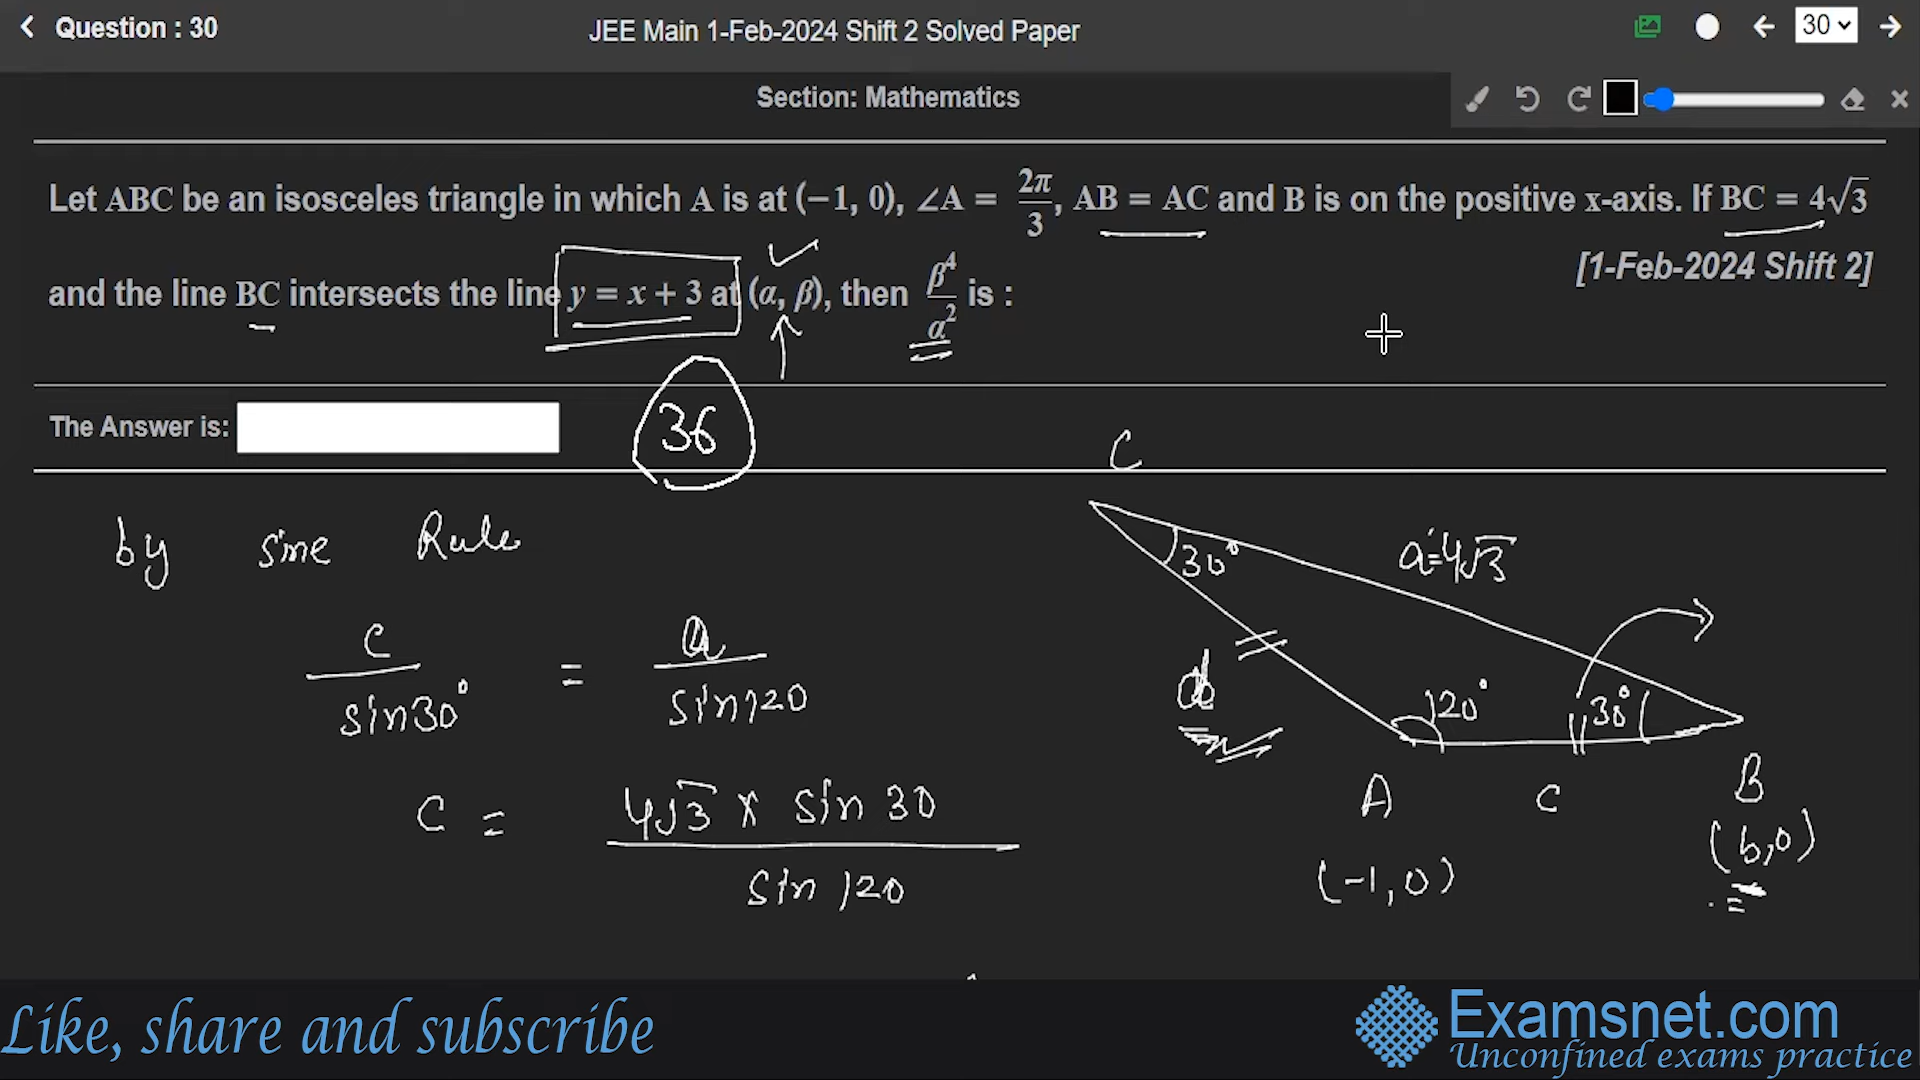 Question : 30
JEE Main 1-Feb-2024 Shift 2 Solved Paper
30
Section: Mathematics
Let ABC be an isosceles triangle in which A is at (−1, 0), ∠A = 2π/3, AB = AC and B is on the positive x-axis. If BC = 4√3
[1-Feb-2024 Shift 2]
and the line BC intersects the line y = x + 3 at (α, β), then β⁴/α² is :
The Answer is:
36
C
by sine Rule
30°
a=4√3
c/sin30° = a/sin120
120°
30°
c = 4√3 × sin 30 / sin 120
A
c
B
(-1,0)
(b,0)
Like, share and subscribe
Examsnet.com
Unconfined exams practice